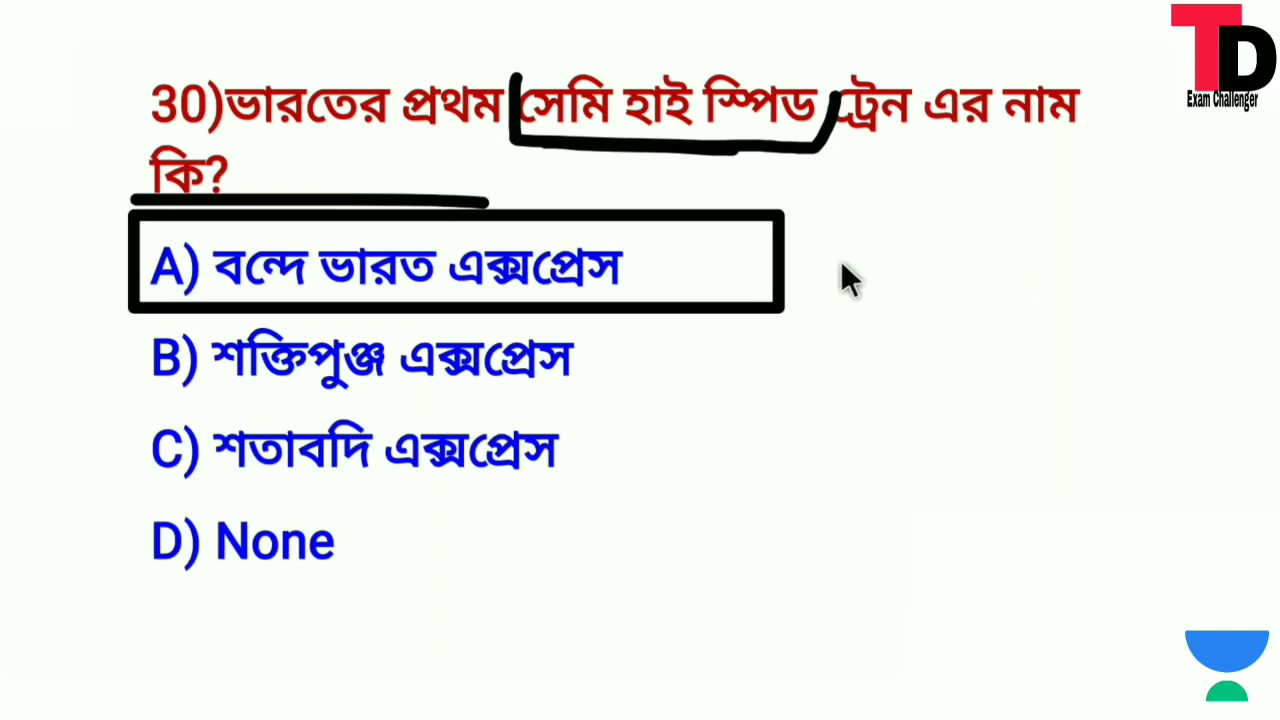 TD
Exam Challenger
30)ভারতের প্রথম সেমি হাই স্পিড ট্রেন এর নাম
কি?
A) বন্দে ভারত এক্সপ্রেস
B) শক্তিপুঞ্জ এক্সপ্রেস
C) শতাবদি এক্সপ্রেস
D) None